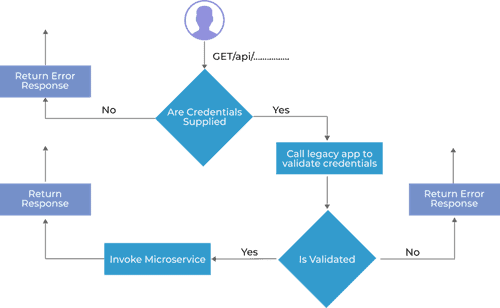 GET/api/................
Return Error
Response
No
Are Credentials
Supplied
Yes
Call legacy app to
validate credentials
Return
Response
Return Error
Response
Invoke Microservice
Yes
Is Validated
No